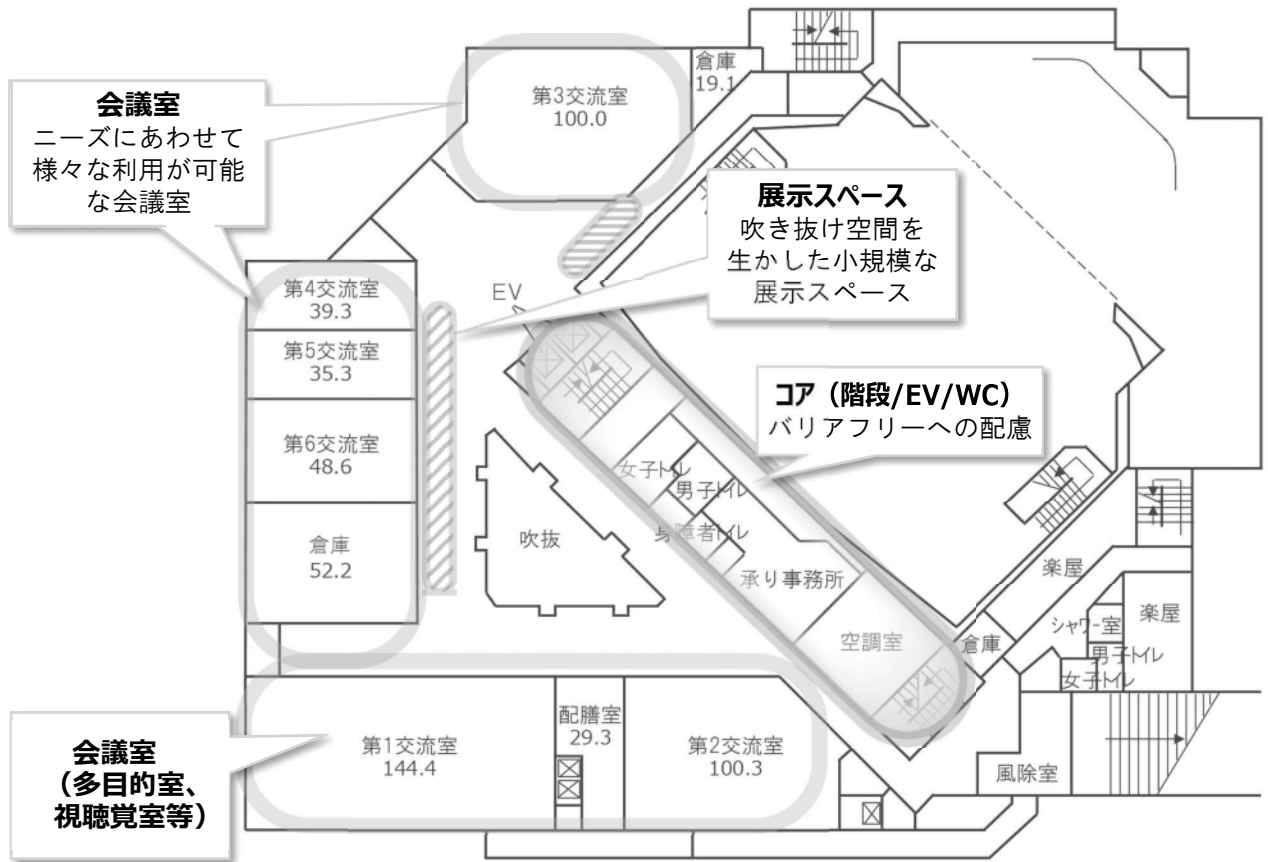 倉庫
19.1
第3交流室
100.0
会議室
ニーズにあわせて
様々な利用が可能
な会議室
展示スペース
吹き抜け空間を
生かした小規模な
展示スペース
EV
第4交流室
39.3
第5交流室
35.3
コア（階段/EV/WC）
バリアフリーへの配慮
第6交流室
48.6
女子トイレ
男子トイレ
身障者トイレ
吹抜
倉庫
52.2
承り事務所
楽屋
楽屋
シャワー室
空調室
倉庫
男子トイレ
女子トイレ
配膳室
29.3
第1交流室
144.4
第2交流室
100.3
会議室
（多目的室、
視聴覚室等）
風除室